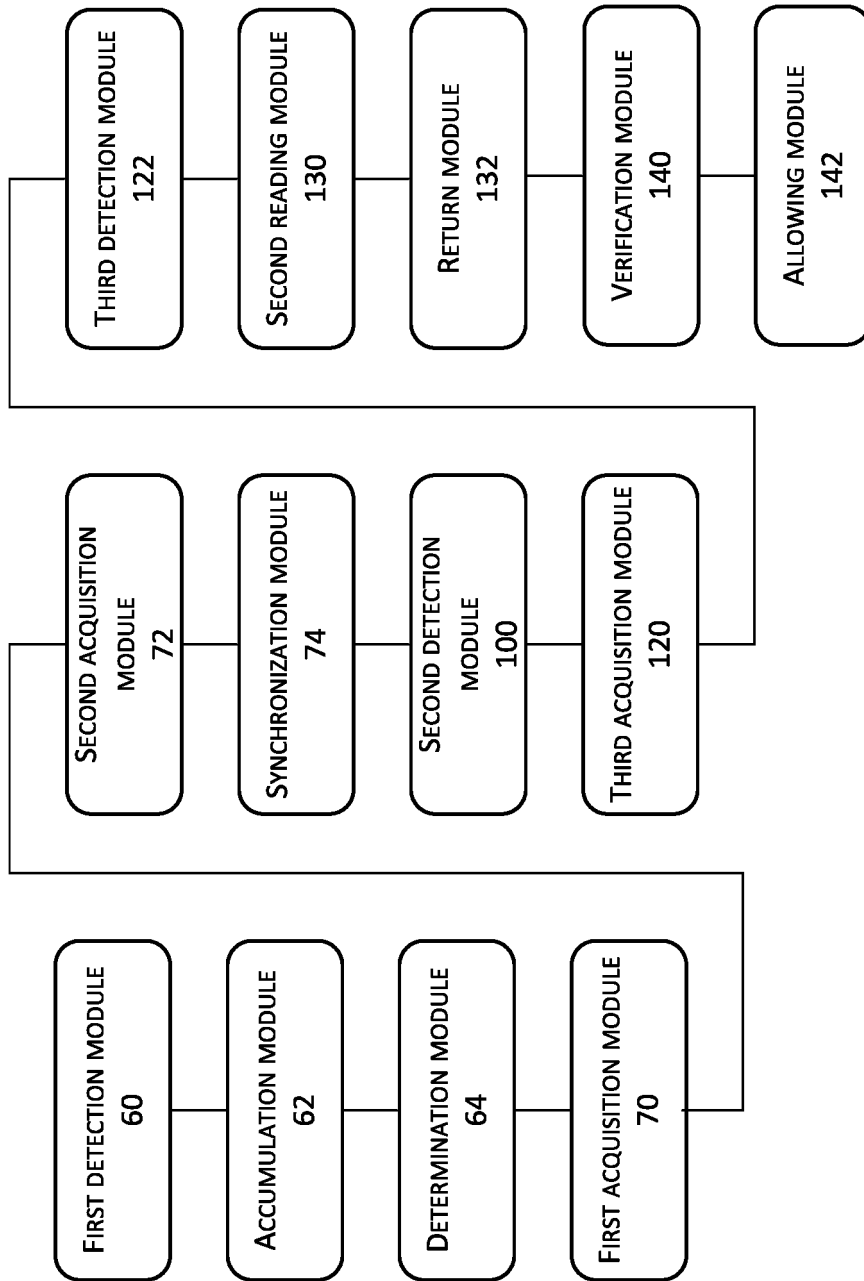 FIRST DETECTION MODULE
60
ACCUMULATION MODULE
62
DETERMINATION MODULE
64
FIRST ACQUISITION MODULE
70
SECOND ACQUISITION
MODULE
72
SYNCHRONIZATION MODULE
74
SECOND DETECTION
MODULE
100
THIRD ACQUISITION MODULE
120
THIRD DETECTION MODULE
122
SECOND READING MODULE
130
RETURN MODULE
132
VERIFICATION MODULE
140
ALLOWING MODULE
142